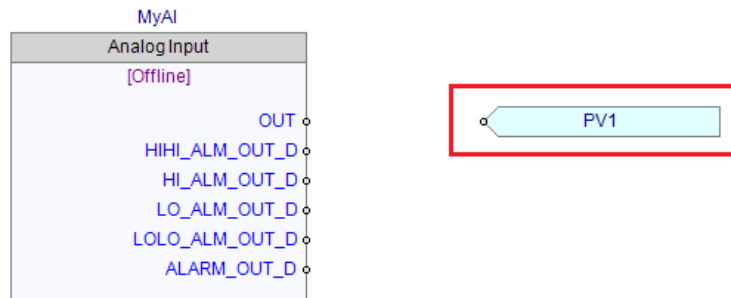 MyAI
Analog Input
[Offline]
OUT
PV1
HIHI_ALM_OUT_D
HI_ALM_OUT_D
LO_ALM_OUT_D
LOLO_ALM_OUT_D
ALARM_OUT_D